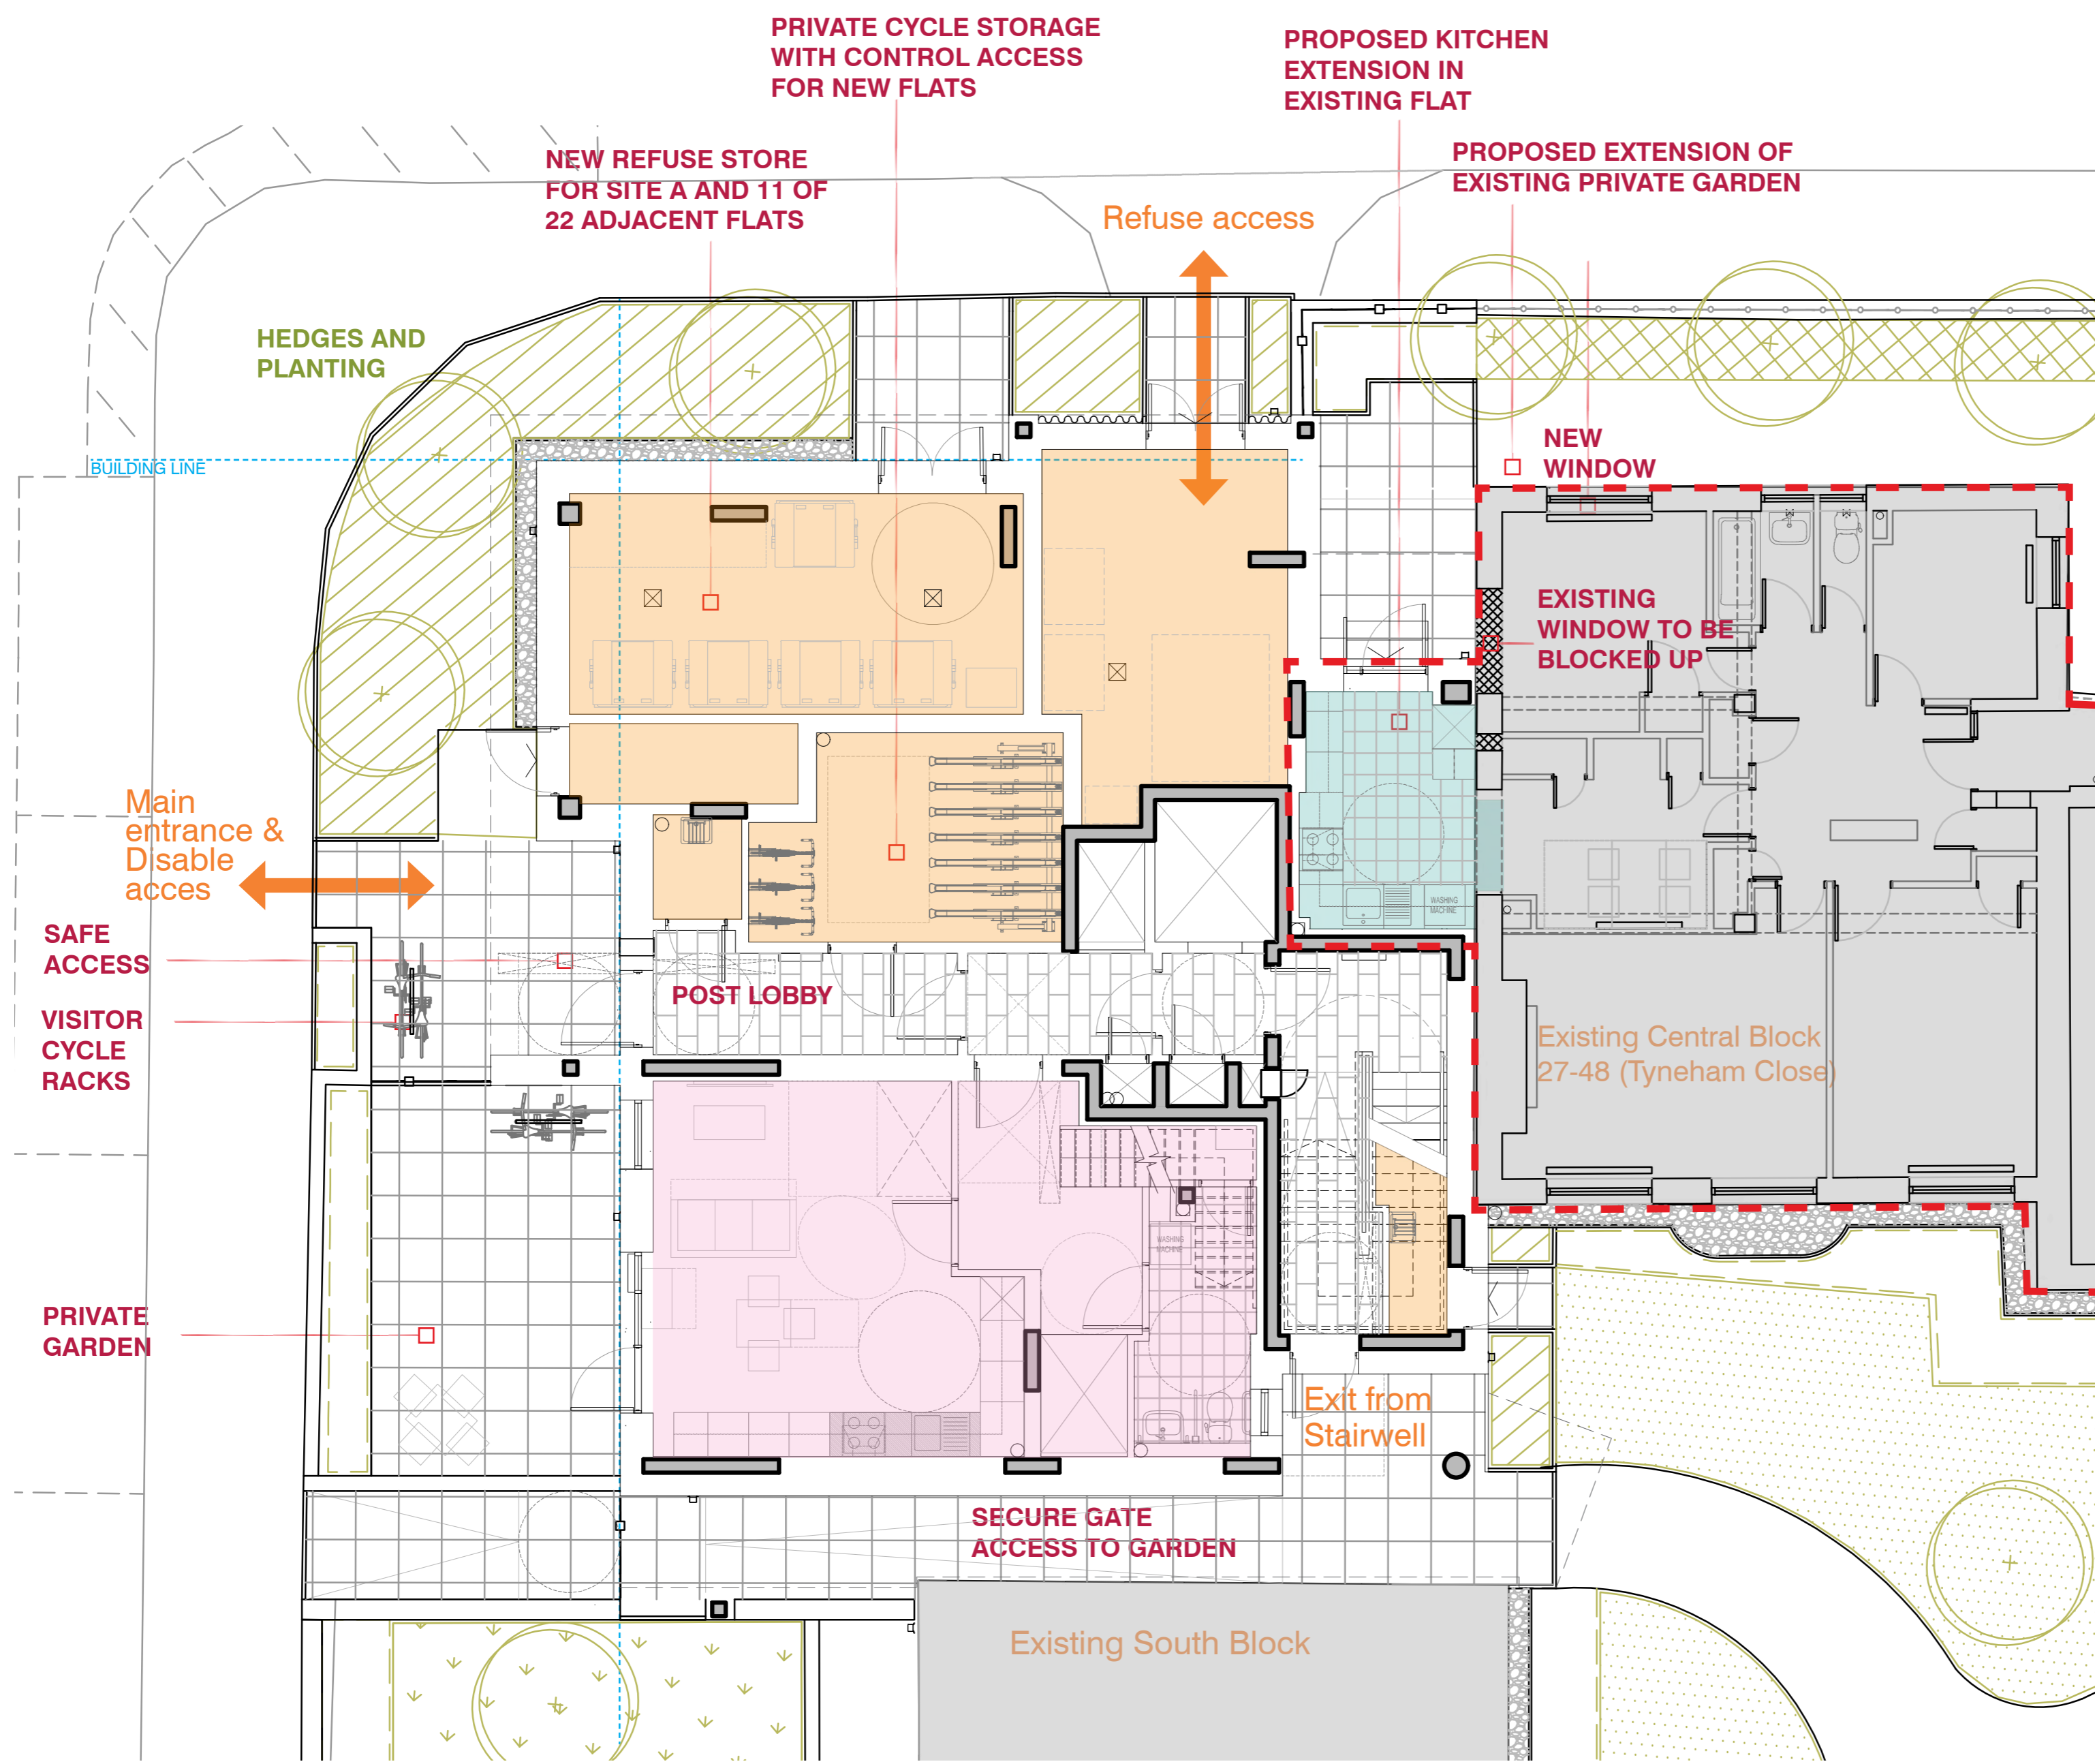 PRIVATE CYCLE STORAGE
WITH CONTROL ACCESS
FOR NEW FLATS
PROPOSED KITCHEN
EXTENSION IN
EXISTING FLAT
NEW REFUSE STORE
FOR SITE A AND 11 OF
22 ADJACENT FLATS
PROPOSED EXTENSION OF
EXISTING PRIVATE GARDEN
Refuse access
HEDGES AND
PLANTING
BUILDING LINE
NEW
WINDOW
EXISTING
WINDOW TO BE
BLOCKED UP
Main
entrance &
Disable
acces
WASHING
MACHINE
SAFE
ACCESS
POST LOBBY
VISITOR
CYCLE
RACKS
Existing Central Block
27-48 (Tyneham Close)
WASHING
MACHINE
PRIVATE
GARDEN
Exit from
Stairwell
SECURE GATE
ACCESS TO GARDEN
Existing South Block